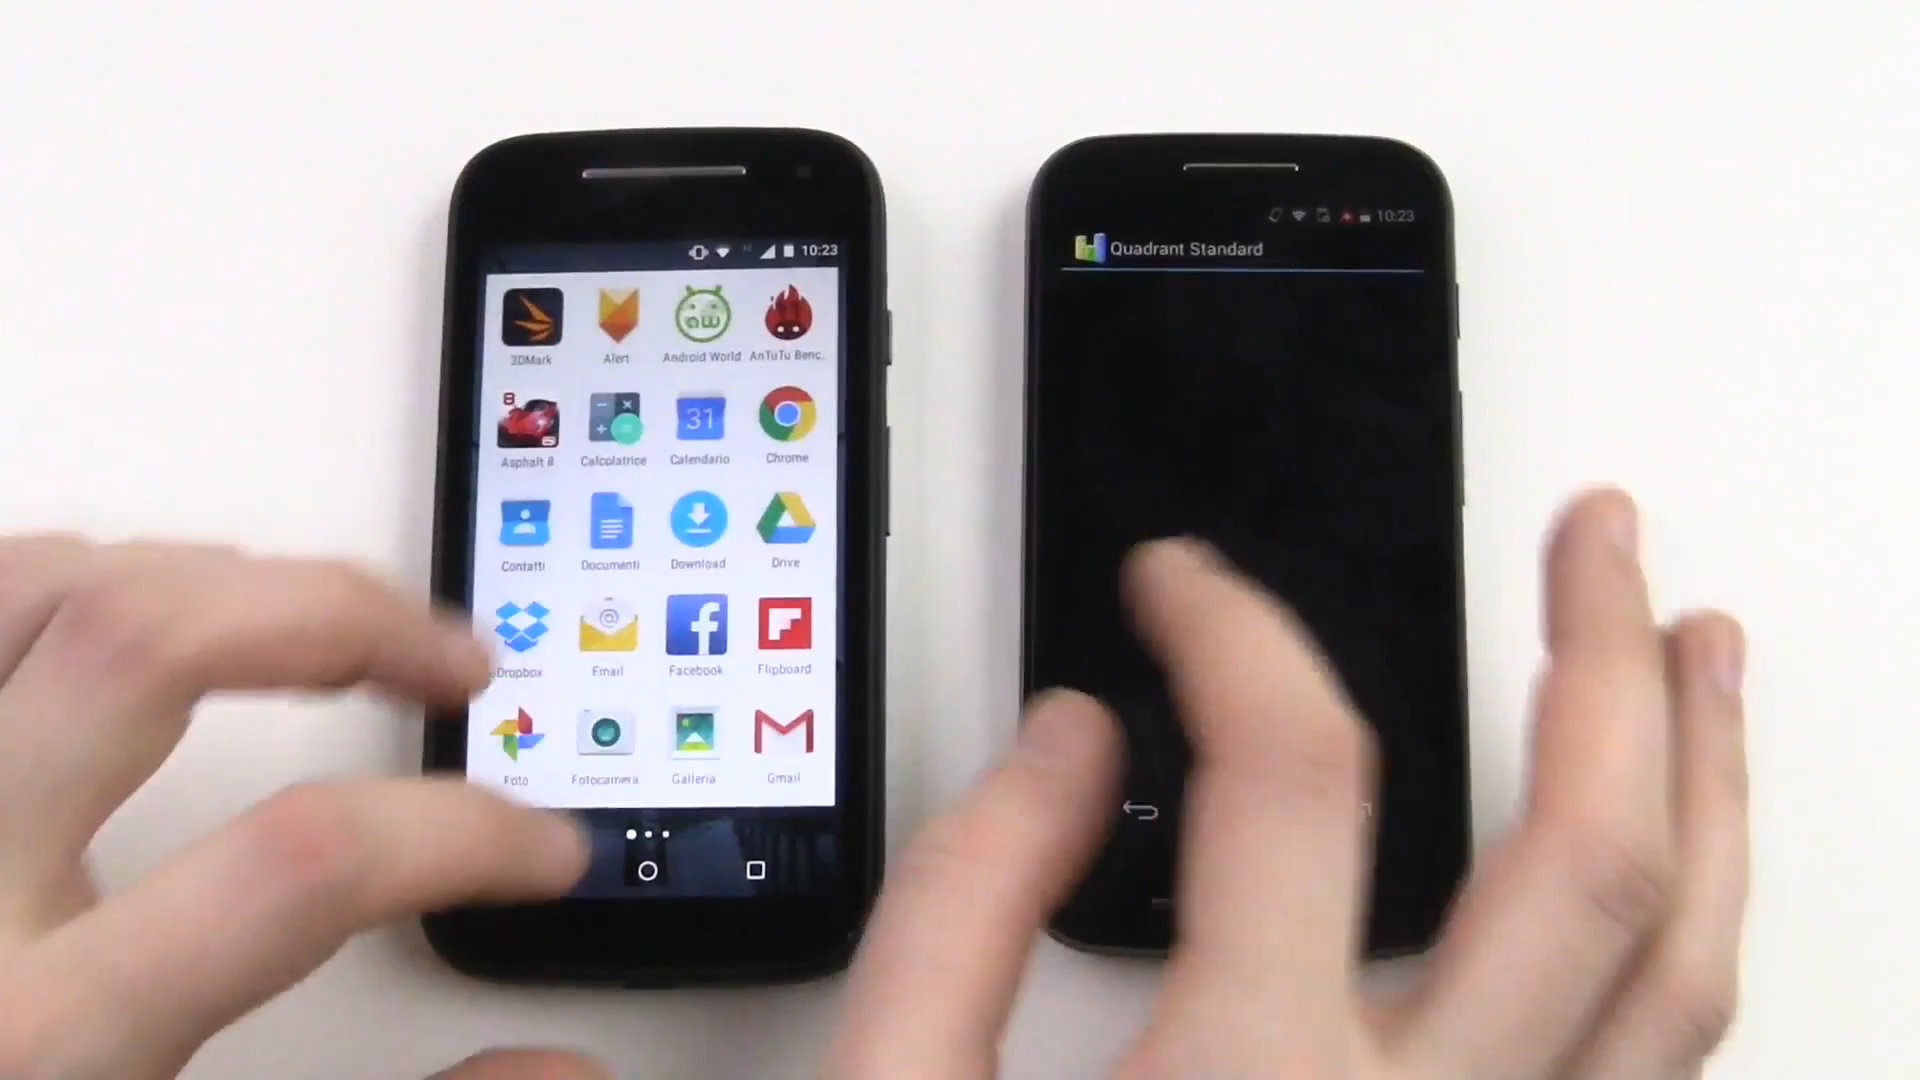 10:23
3DMark
Alert
Android World
AnTuTu Benc..
8
Asphalt 8
Calcolatrice
31
Calendario
Chrome
Contatti
Documenti
Download
Drive
Dropbox
Email
Facebook
Flipboard
Foto
Fotocamera
Galleria
Gmail
10:23
Quadrant Standard